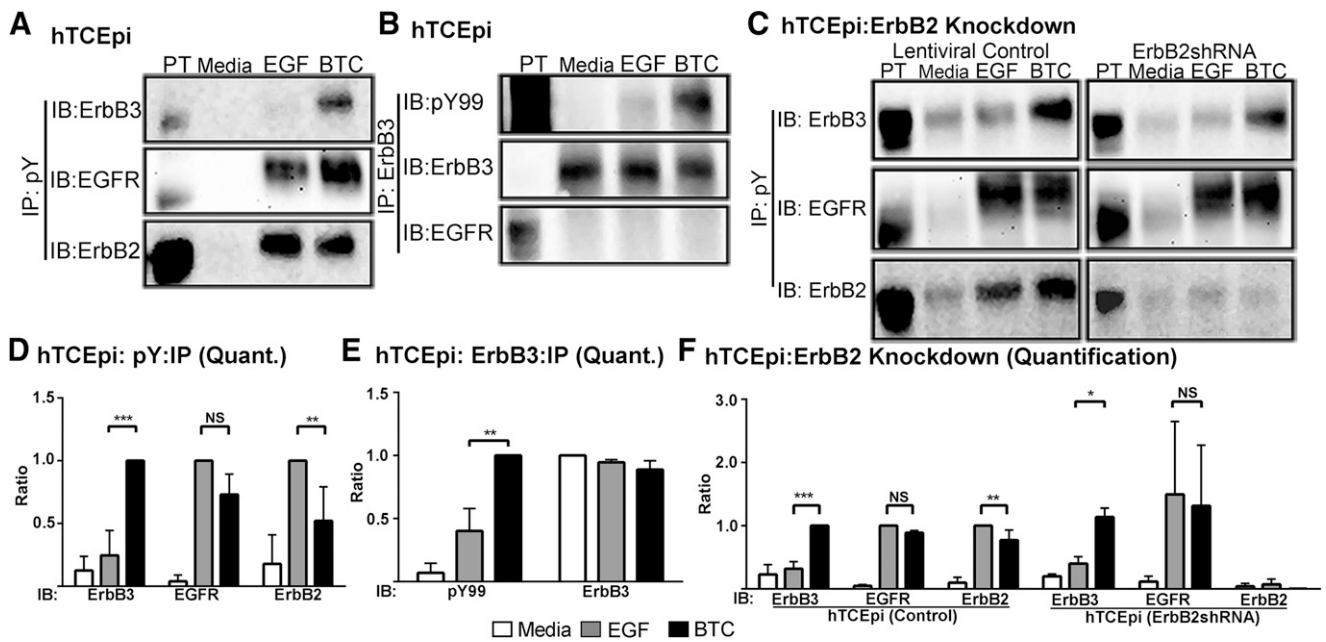 A hTCEpi
PT Media EGF BTC
IP: pY
IB:ErbB3
IB:EGFR
IB:ErbB2
B hTCEpi
PT Media EGF BTC
IP: ErbB3
IB:pY99
IB:ErbB3
IB:EGFR
C hTCEpi:ErbB2 Knockdown
Lentiviral Control ErbB2shRNA
PT Media EGF BTC PT Media EGF BTC
IP: pY
IB: ErbB3
IB: EGFR
IB: ErbB2
D hTCEpi: pY:IP (Quant.)
Ratio
1.5
1.0
0.5
*** NS **
IB: ErbB3 EGFR ErbB2
E hTCEpi: ErbB3:IP (Quant.)
Ratio
1.5
1.0
0.5
**
IB: pY99 ErbB3
F hTCEpi:ErbB2 Knockdown (Quantification)
Ratio
3.0
2.0
1.0
0
*** NS ** * NS
IB: ErbB3 EGFR ErbB2 ErbB3 EGFR ErbB2
hTCEpi (Control) hTCEpi (ErbB2shRNA)
Media EGF BTC